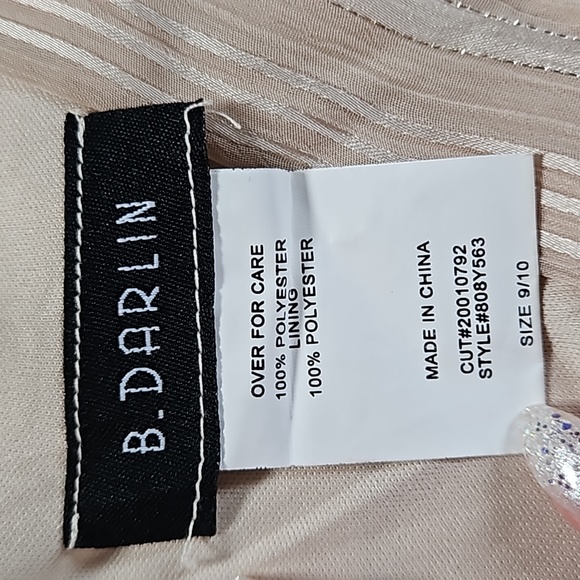 B.DARLIN
OVER FOR CARE
100% POLYESTER
LINING
100% POLYESTER
MADE IN CHINA
CUT#20010792
STYLE#808Y563
SIZE 9/10